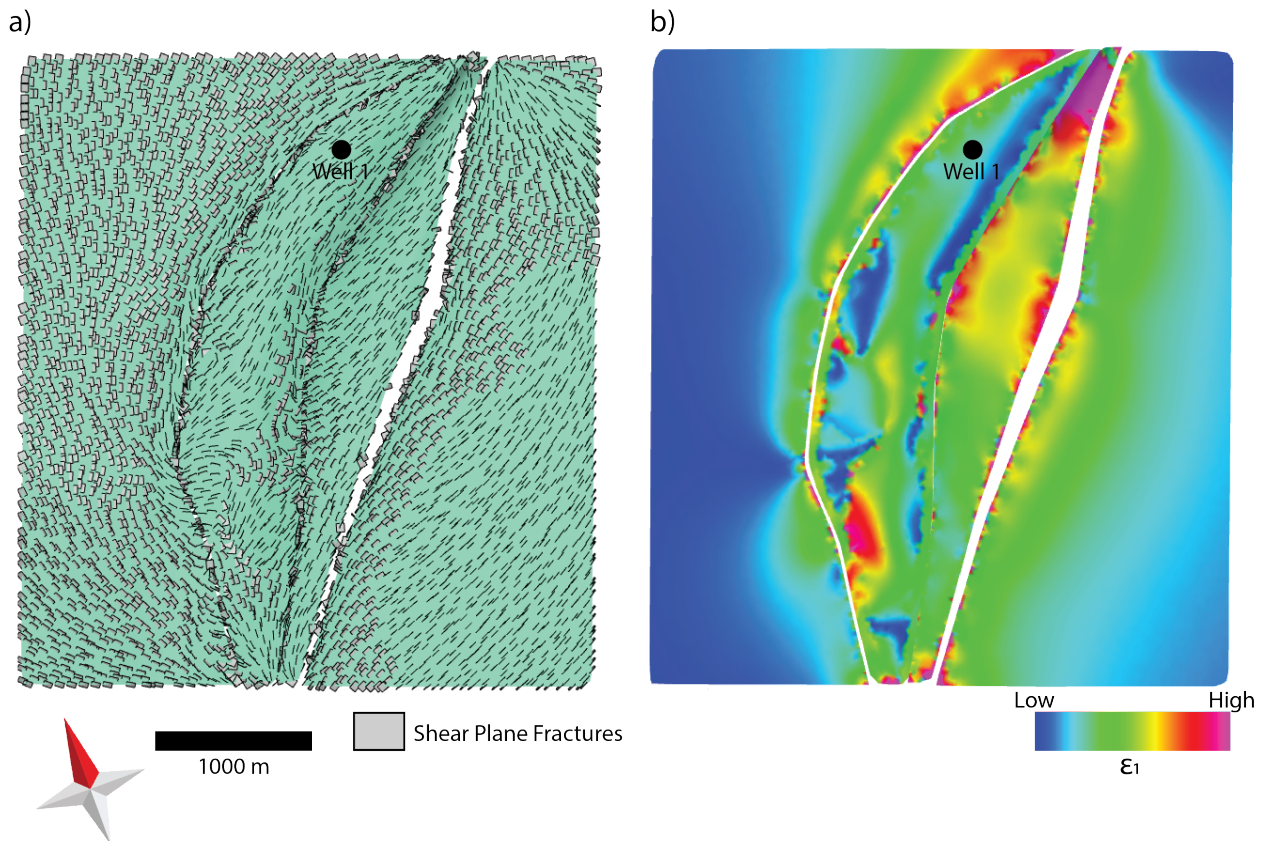 a)
b)
Well 1
Well 1
Shear Plane Fractures
1000 m
Low
High
ε₁